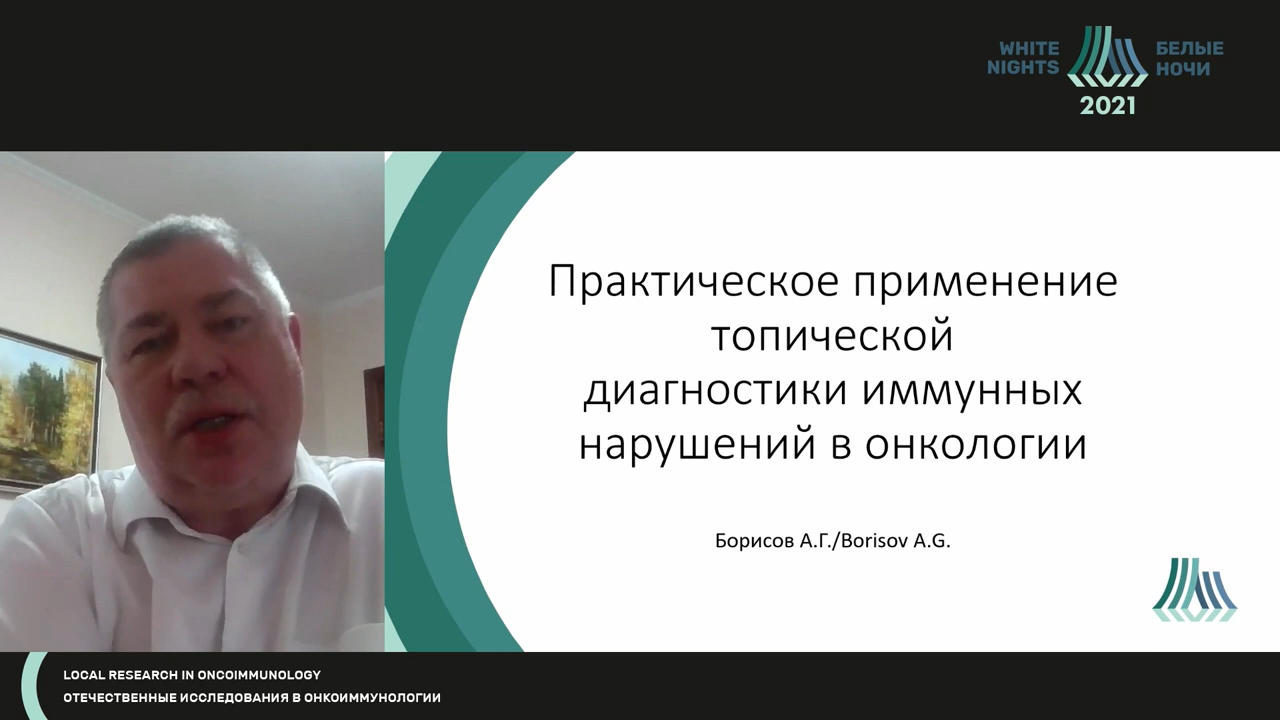 WHITE
NIGHTS
БЕЛЫЕ
НОЧИ
2021
Практическое применение
топической
диагностики иммунных
нарушений в онкологии
Борисов А.Г./Borisov A.G.
LOCAL RESEARCH IN ONCOIMMUNOLOGY
ОТЕЧЕСТВЕННЫЕ ИССЛЕДОВАНИЯ В ОНКОИММУНОЛОГИИ